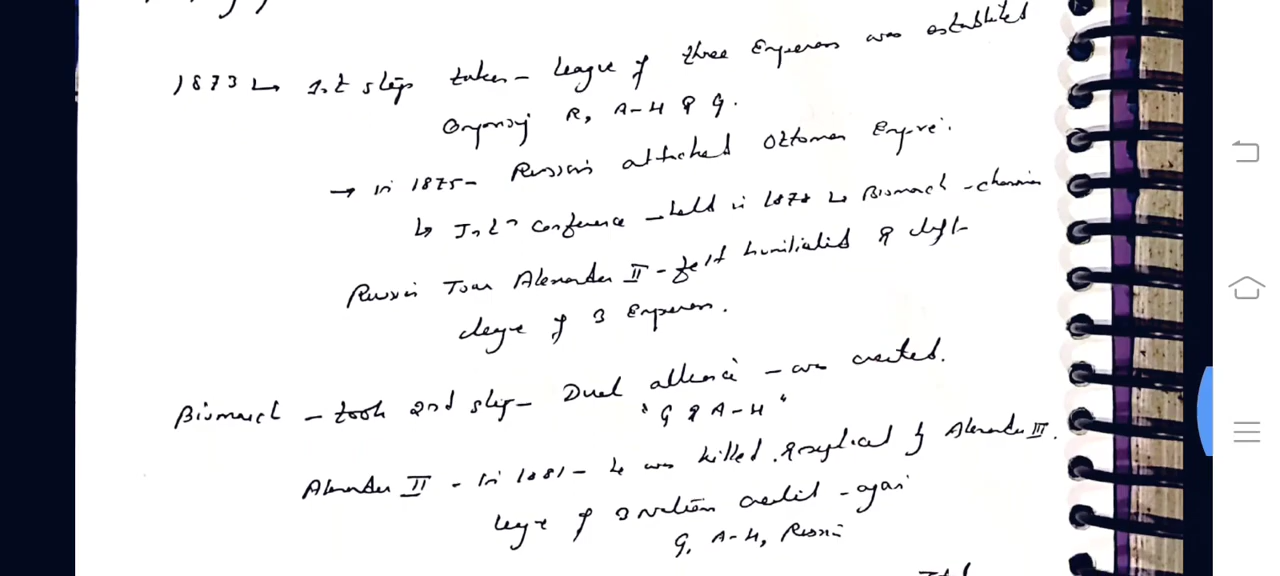 1873 ↳ 1st step taken - League of three Emperors was established
Comprising R, A-H & G.
→ in 1875 - Russia attacked Ottoman Empire.
↳ Int^n conference - held in 1878 ↳ Bismarck - chairman
Russia Tsar Alexander II - felt humiliated & left
league of 3 Emperors.
Bismarck - took 2nd step - Dual alliance - was created.
"G & A-H"
Alexander II - In 1881 - he was killed & replaced by Alexander III.
league of 3 nation created - again
G, A-H, Russia